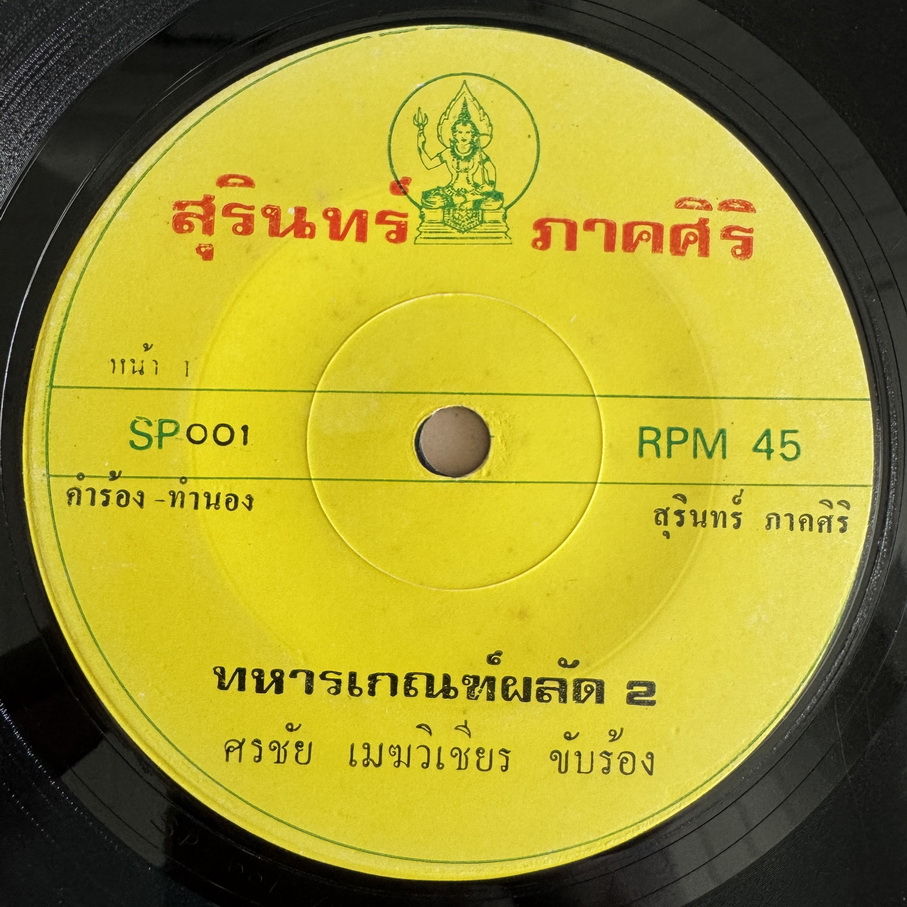 สุรินทร์ ภาคศิริ
หน้า 1
SP001
RPM 45
คำร้อง - ทำนอง
สุรินทร์ ภาคศิริ
ทหารเกณฑ์ผลัด 2
ศรชัย เมฆวิเชียร ขับร้อง